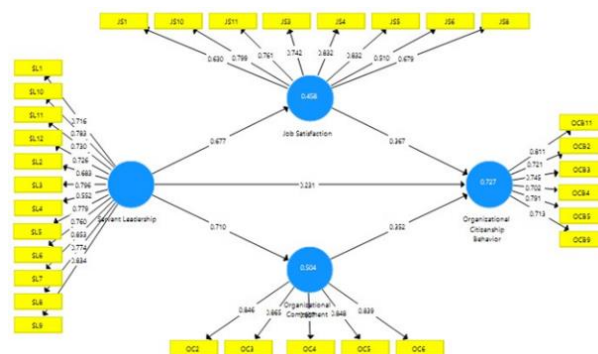 JS1 JS10 JS11 JS3 JS4 JS5 JS6 JS8
0.630 0.799 0.761 0.742 0.832 0.832 0.510 0.679
0.458
Job Satisfaction
SL1
SL10
SL11
SL12
SL2
SL3
SL4
SL5
SL6
SL7
SL8
SL9
0.716
0.783
0.730
0.726
0.683
0.796
0.552
0.779
0.760
0.853
0.774
0.834
Servant Leadership
0.677
0.231
0.710
0.367
0.352
0.727
Organizational
Citizenship
Behavior
0.811
0.721
0.745
0.702
0.791
0.713
OCB11
OCB2
OCB3
OCB4
OCB5
OCB9
0.504
Organizational
Commitment
0.846 0.865 0.848 0.839
OC2 OC3 OC4 OC5 OC6